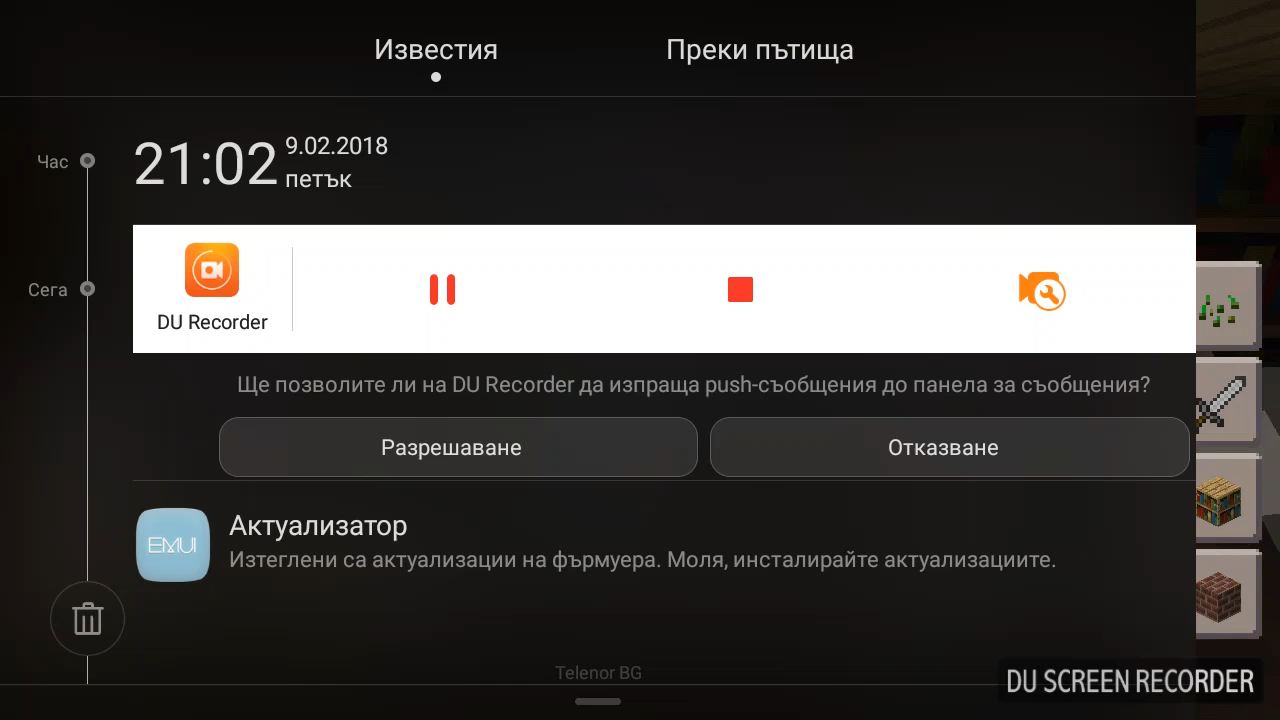 Известия
Преки пътища
Час
21:02
9.02.2018
петък
Сега
DU Recorder
Ще позволите ли на DU Recorder да изпраща push-съобщения до панела за съобщения?
Разрешаване
Отказване
EMUI
Актуализатор
Изтеглени са актуализации на фърмуера. Моля, инсталирайте актуализациите.
Telenor BG
DU SCREEN RECORDER